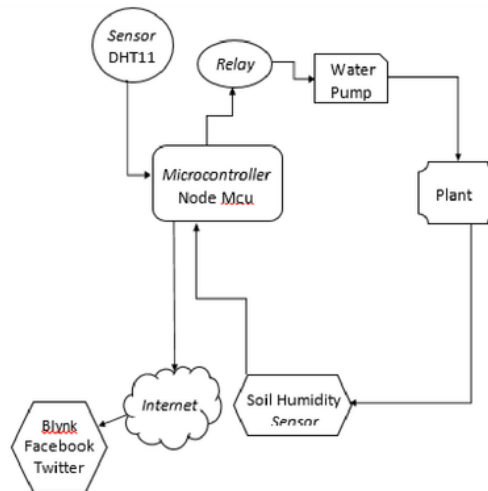 Sensor
DHT11
Relay
Water
Pump
Microcontroller
Node Mcu
Plant
Internet
Soil Humidity
Sensor
Blynk
Facebook
Twitter